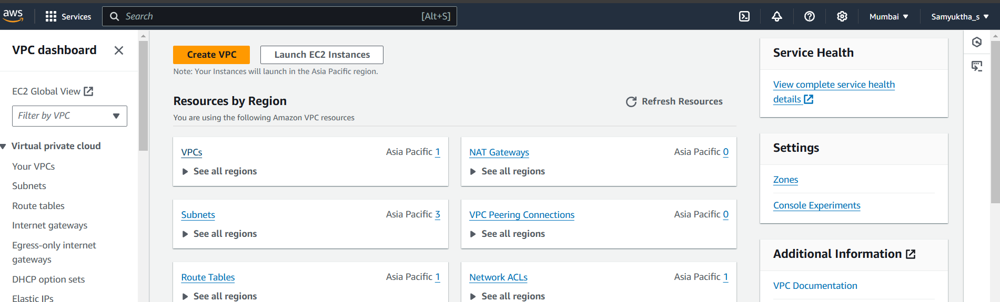 aws
Services
Search
[Alt+S]
Mumbai
Samyuktha_s
VPC dashboard
EC2 Global View
Filter by VPC
Virtual private cloud
Your VPCs
Subnets
Route tables
Internet gateways
Egress-only internet
gateways
DHCP option sets
Elastic IPs
Create VPC
Launch EC2 Instances
Note: Your Instances will launch in the Asia Pacific region.
Resources by Region
Refresh Resources
You are using the following Amazon VPC resources
VPCs
Asia Pacific 1
See all regions
NAT Gateways
Asia Pacific 0
See all regions
Subnets
Asia Pacific 3
See all regions
VPC Peering Connections
Asia Pacific 0
See all regions
Route Tables
Asia Pacific 1
See all regions
Network ACLs
Asia Pacific 1
See all regions
Service Health
View complete service health
details
Settings
Zones
Console Experiments
Additional Information
VPC Documentation